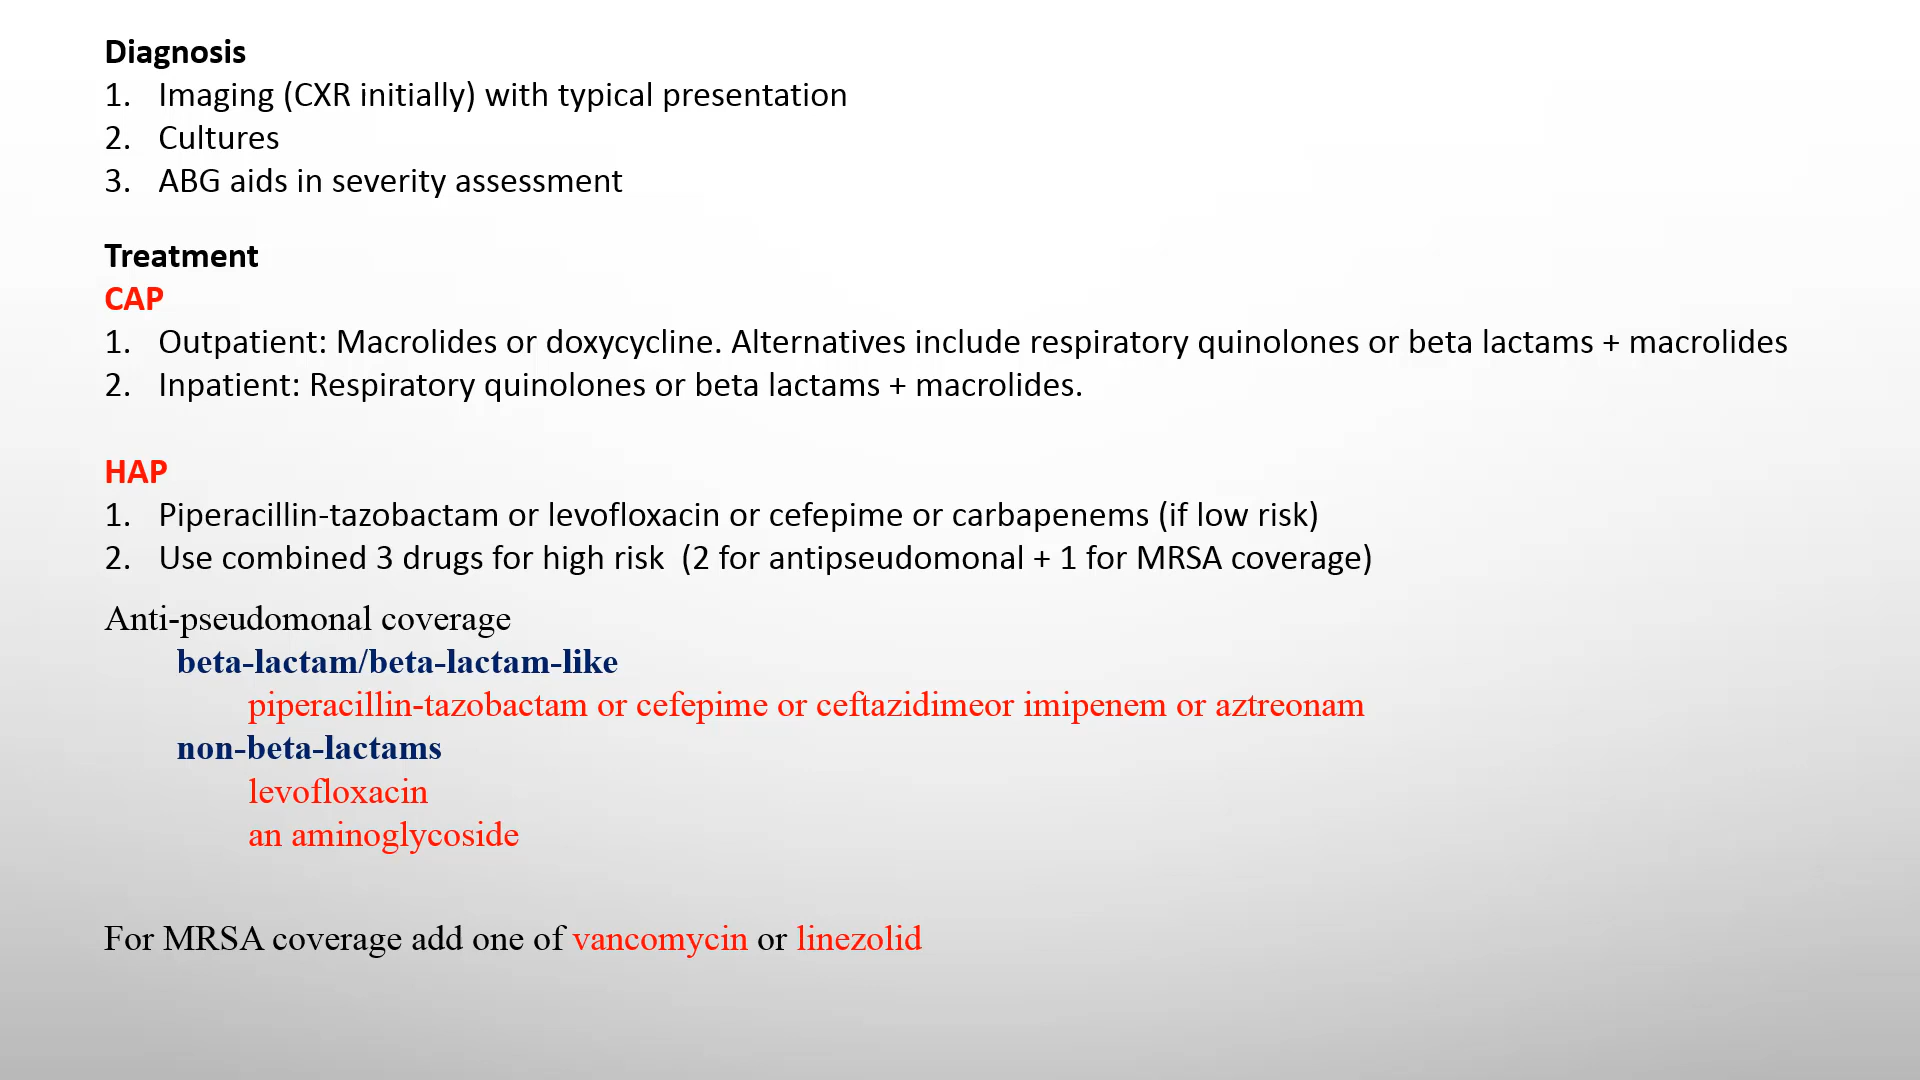 Diagnosis
1. Imaging (CXR initially) with typical presentation
2. Cultures
3. ABG aids in severity assessment
Treatment
CAP
1. Outpatient: Macrolides or doxycycline. Alternatives include respiratory quinolones or beta lactams + macrolides
2. Inpatient: Respiratory quinolones or beta lactams + macrolides.
HAP
1. Piperacillin-tazobactam or levofloxacin or cefepime or carbapenems (if low risk)
2. Use combined 3 drugs for high risk  (2 for antipseudomonal + 1 for MRSA coverage)
Anti-pseudomonal coverage
beta-lactam/beta-lactam-like
piperacillin-tazobactam or cefepime or ceftazidimeor imipenem or aztreonam
non-beta-lactams
levofloxacin
an aminoglycoside
For MRSA coverage add one of vancomycin or linezolid